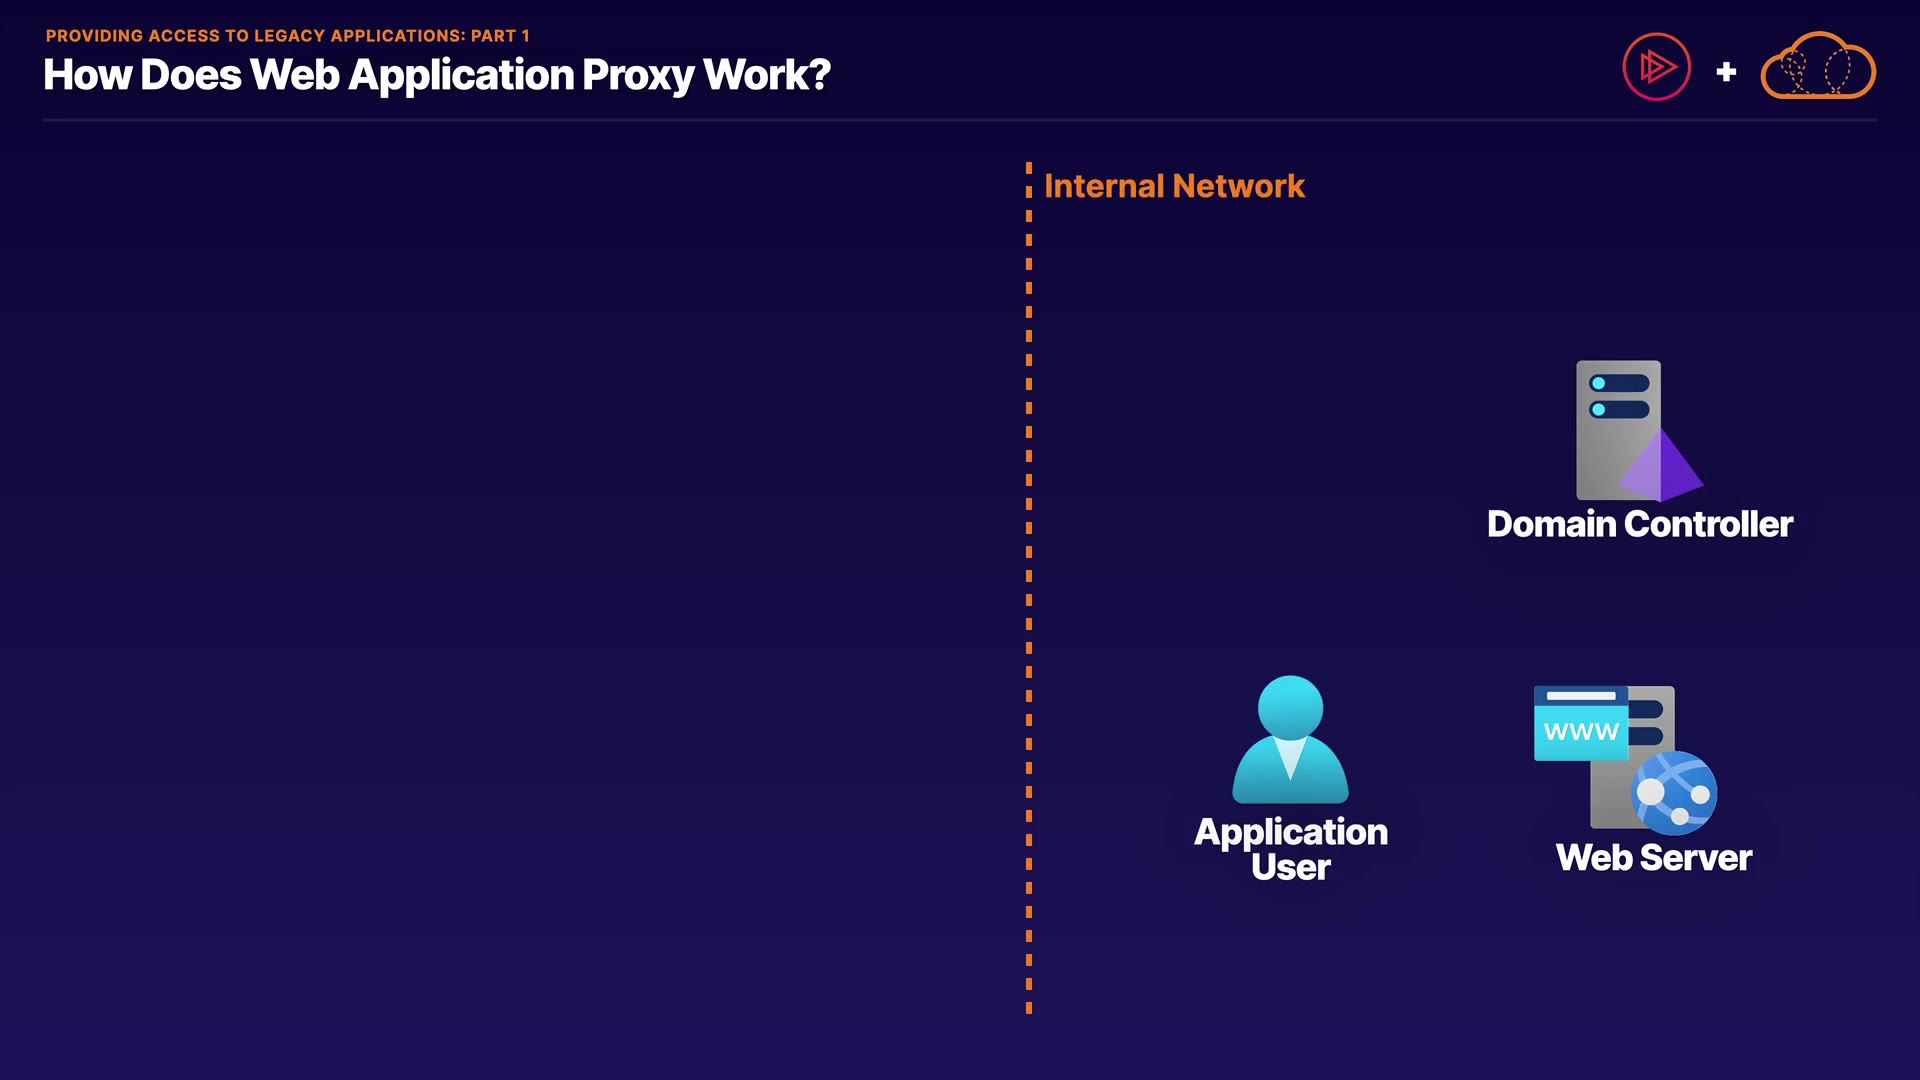 PROVIDING ACCESS TO LEGACY APPLICATIONS: PART 1
How Does Web Application Proxy Work?
Internal Network
Domain Controller
www
Application
User
Web Server